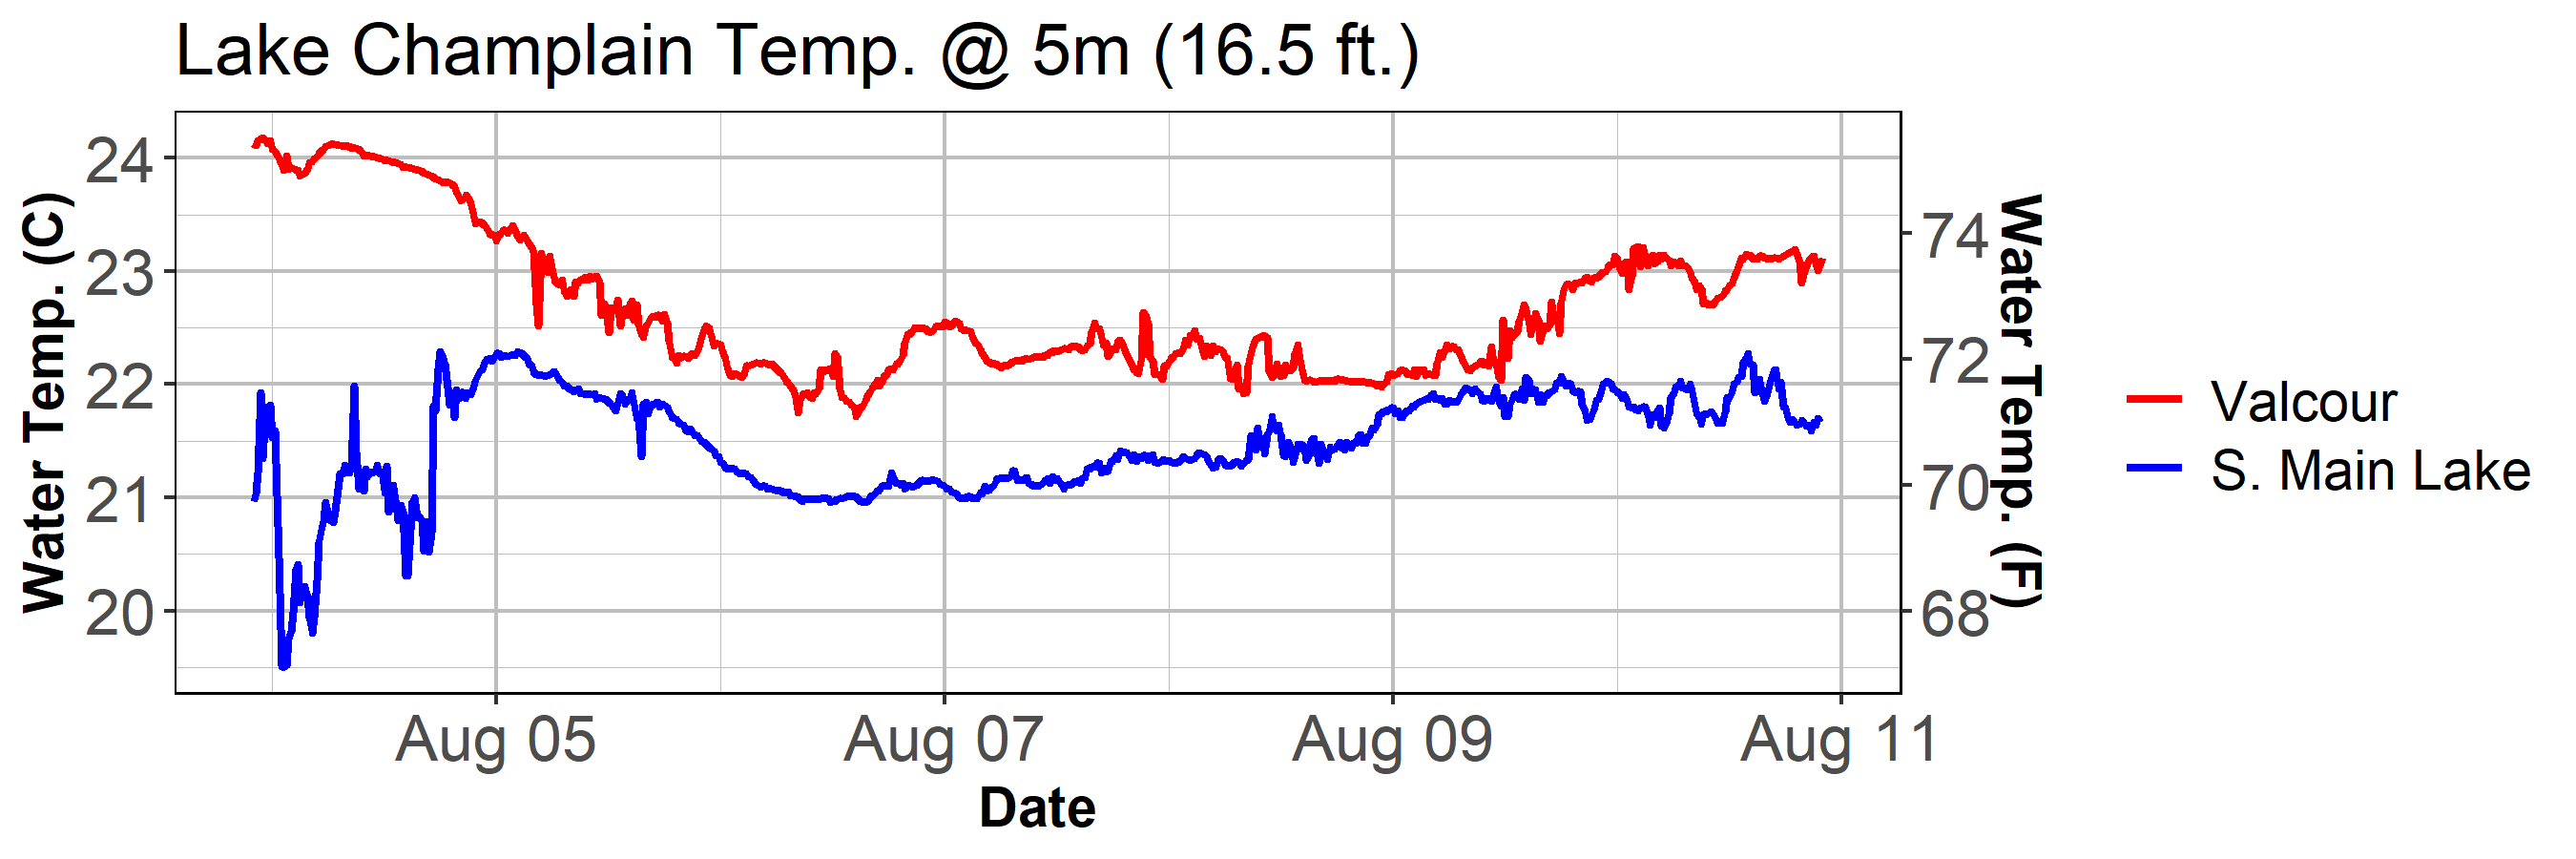 Lake Champlain Temp. @ 5m (16.5 ft.)
Water Temp. (C)
24
23
22
21
20
74
72
70
68
Water Temp. (F)
Aug 05
Aug 07
Aug 09
Aug 11
Date
Valcour
S. Main Lake